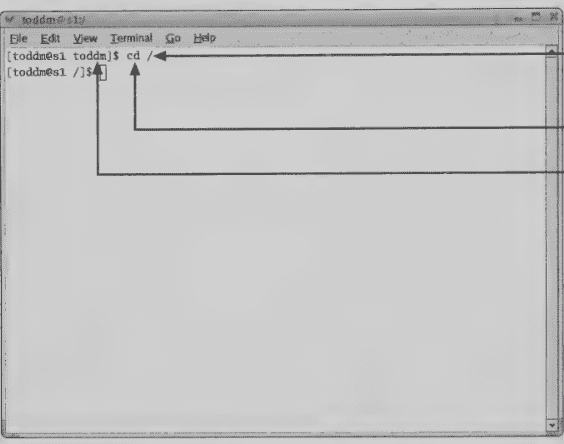 toddm@s1:/
File Edit View Terminal Go Help
[toddm@s1 toddm]$ cd /
[toddm@s1 /]$